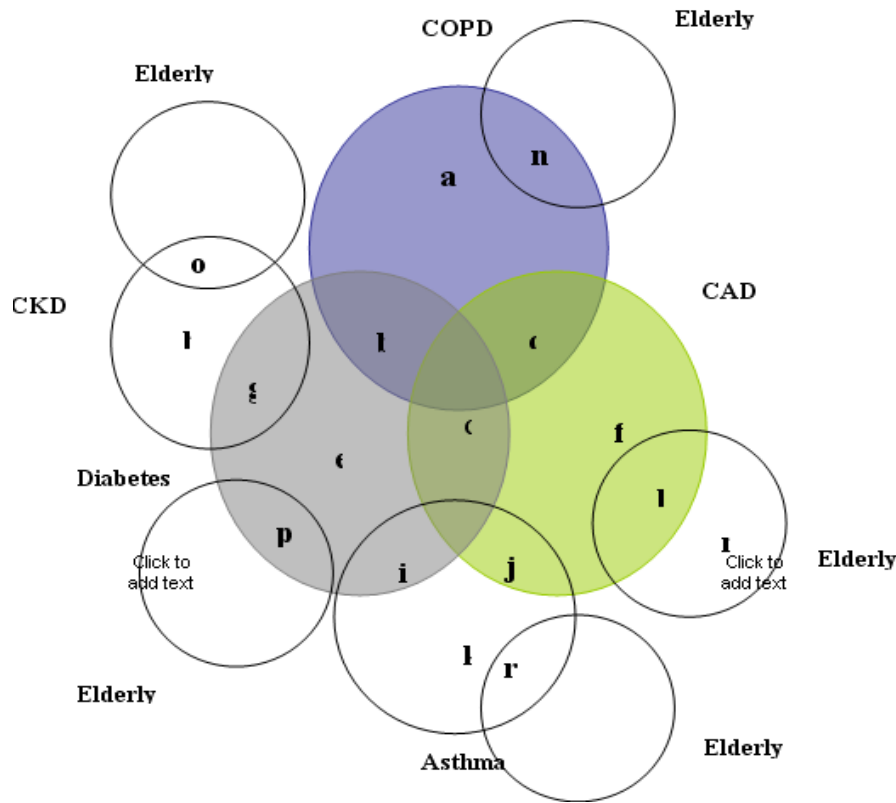 Elderly
COPD
Elderly
n
a
o
CAD
CKD
g
f
Diabetes
p
Click to
add text
Click to
add text
Elderly
i
j
r
Elderly
Elderly
Asthma